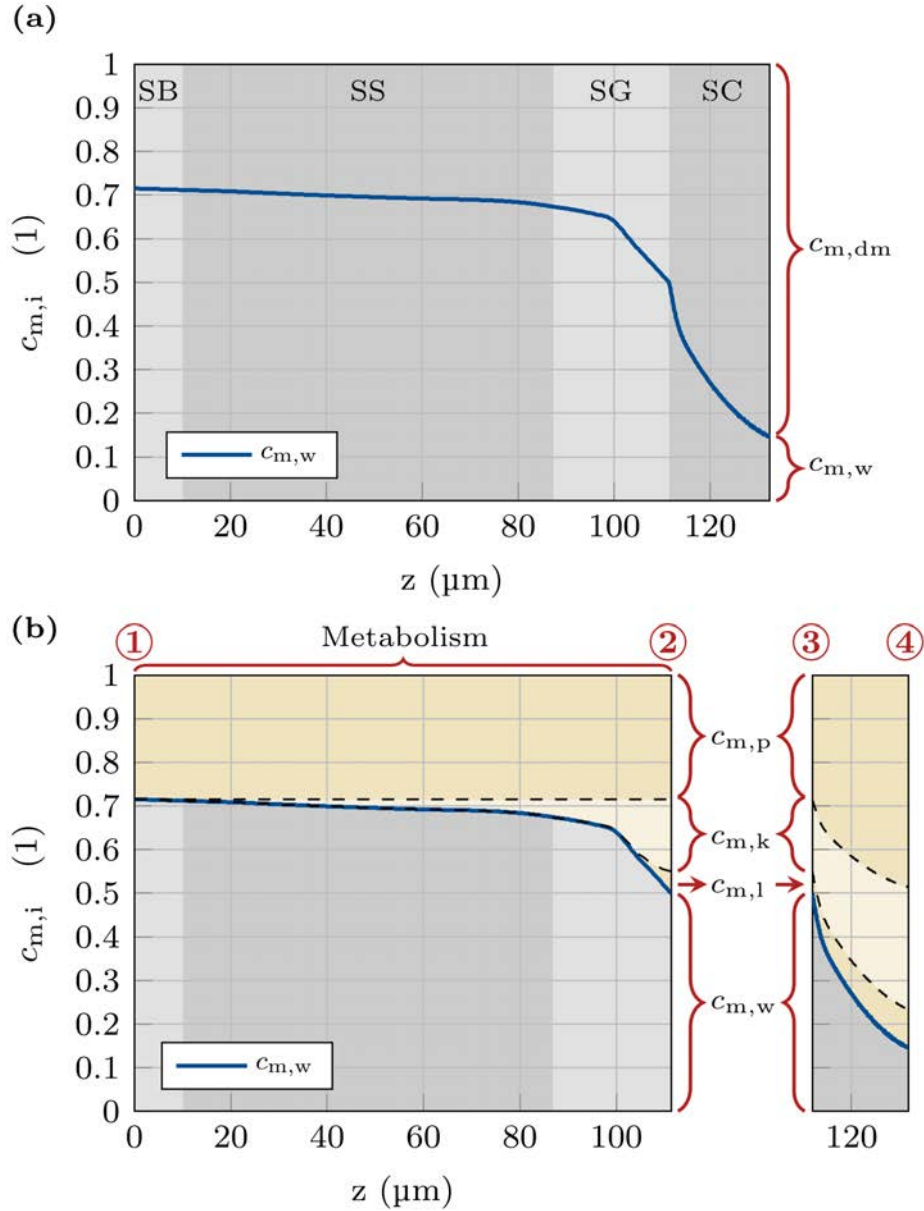 (a)
1
0.9
0.8
0.7
0.6
0.5
0.4
0.3
0.2
0.1
0
SB SS SG SC
c_m,i (1)
c_m,dm
c_m,w
c_m,w
0 20 40 60 80 100 120
z (µm)
(b)
① Metabolism ② ③ ④
1
0.9
0.8
0.7
0.6
0.5
0.4
0.3
0.2
0.1
0
c_m,i (1)
c_m,p
c_m,k
c_m,l
c_m,w
c_m,w
0 20 40 60 80 100 120
z (µm)